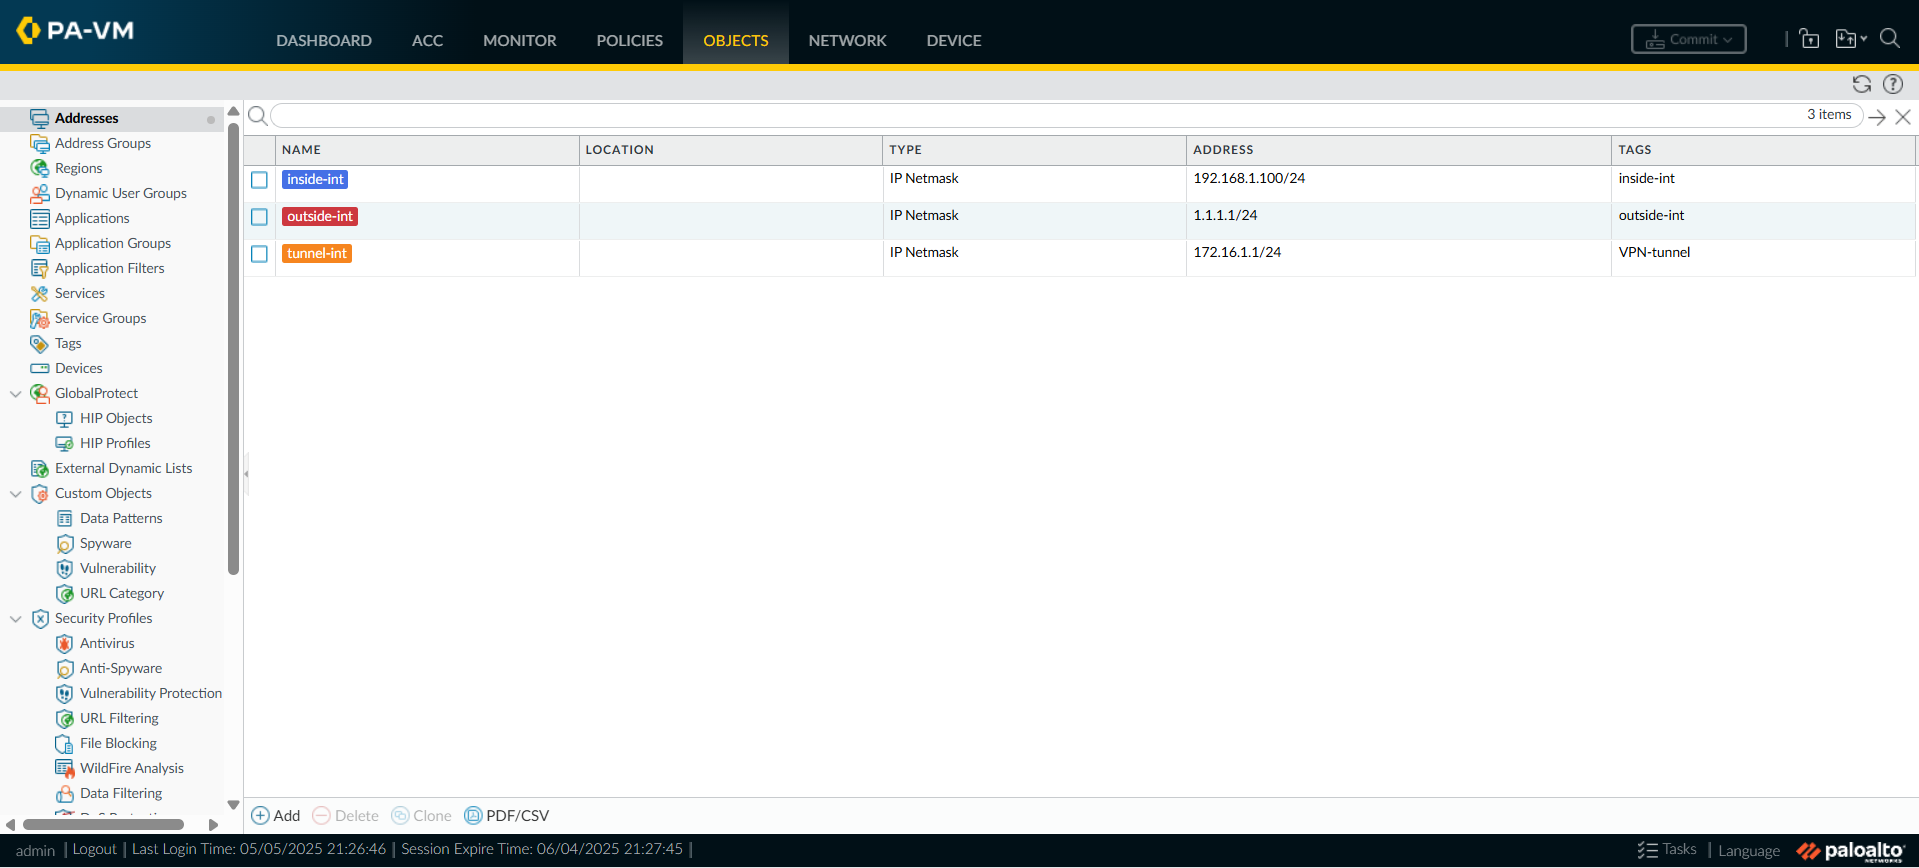 PA-VM
DASHBOARD ACC MONITOR POLICIES OBJECTS NETWORK DEVICE
Commit
3 items
Addresses
Address Groups
Regions
Dynamic User Groups
Applications
Application Groups
Application Filters
Services
Service Groups
Tags
Devices
GlobalProtect
HIP Objects
HIP Profiles
External Dynamic Lists
Custom Objects
Data Patterns
Spyware
Vulnerability
URL Category
Security Profiles
Antivirus
Anti-Spyware
Vulnerability Protection
URL Filtering
File Blocking
WildFire Analysis
Data Filtering
NAME LOCATION TYPE ADDRESS TAGS
inside-int IP Netmask 192.168.1.100/24 inside-int
outside-int IP Netmask 1.1.1.1/24 outside-int
tunnel-int IP Netmask 172.16.1.1/24 VPN-tunnel
Add Delete Clone PDF/CSV
admin | Logout | Last Login Time: 05/05/2025 21:26:46 | Session Expire Time: 06/04/2025 21:27:45 |
Tasks | Language paloalto NETWORKS